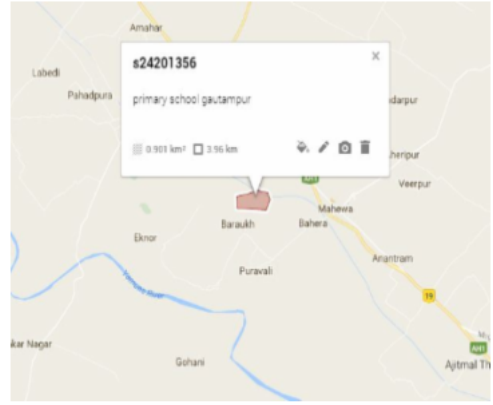 Amahar
s24201356
Labedi
primary school gautampur
Pahadpura
darpur
0.901 km² 3.96 km
heripur
AH1
Veerpur
Mahewa
Baraukh
Bahera
Eknor
Anantram
Puravali
Yamuna River
19
kar Nagar
AH1
Gohani
Ajitmal Th